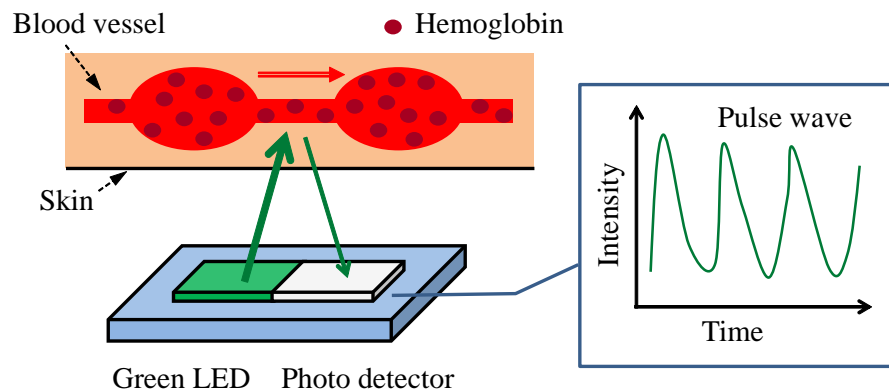 Blood vessel
Hemoglobin
Skin
Green LED
Photo detector
Pulse wave
Intensity
Time